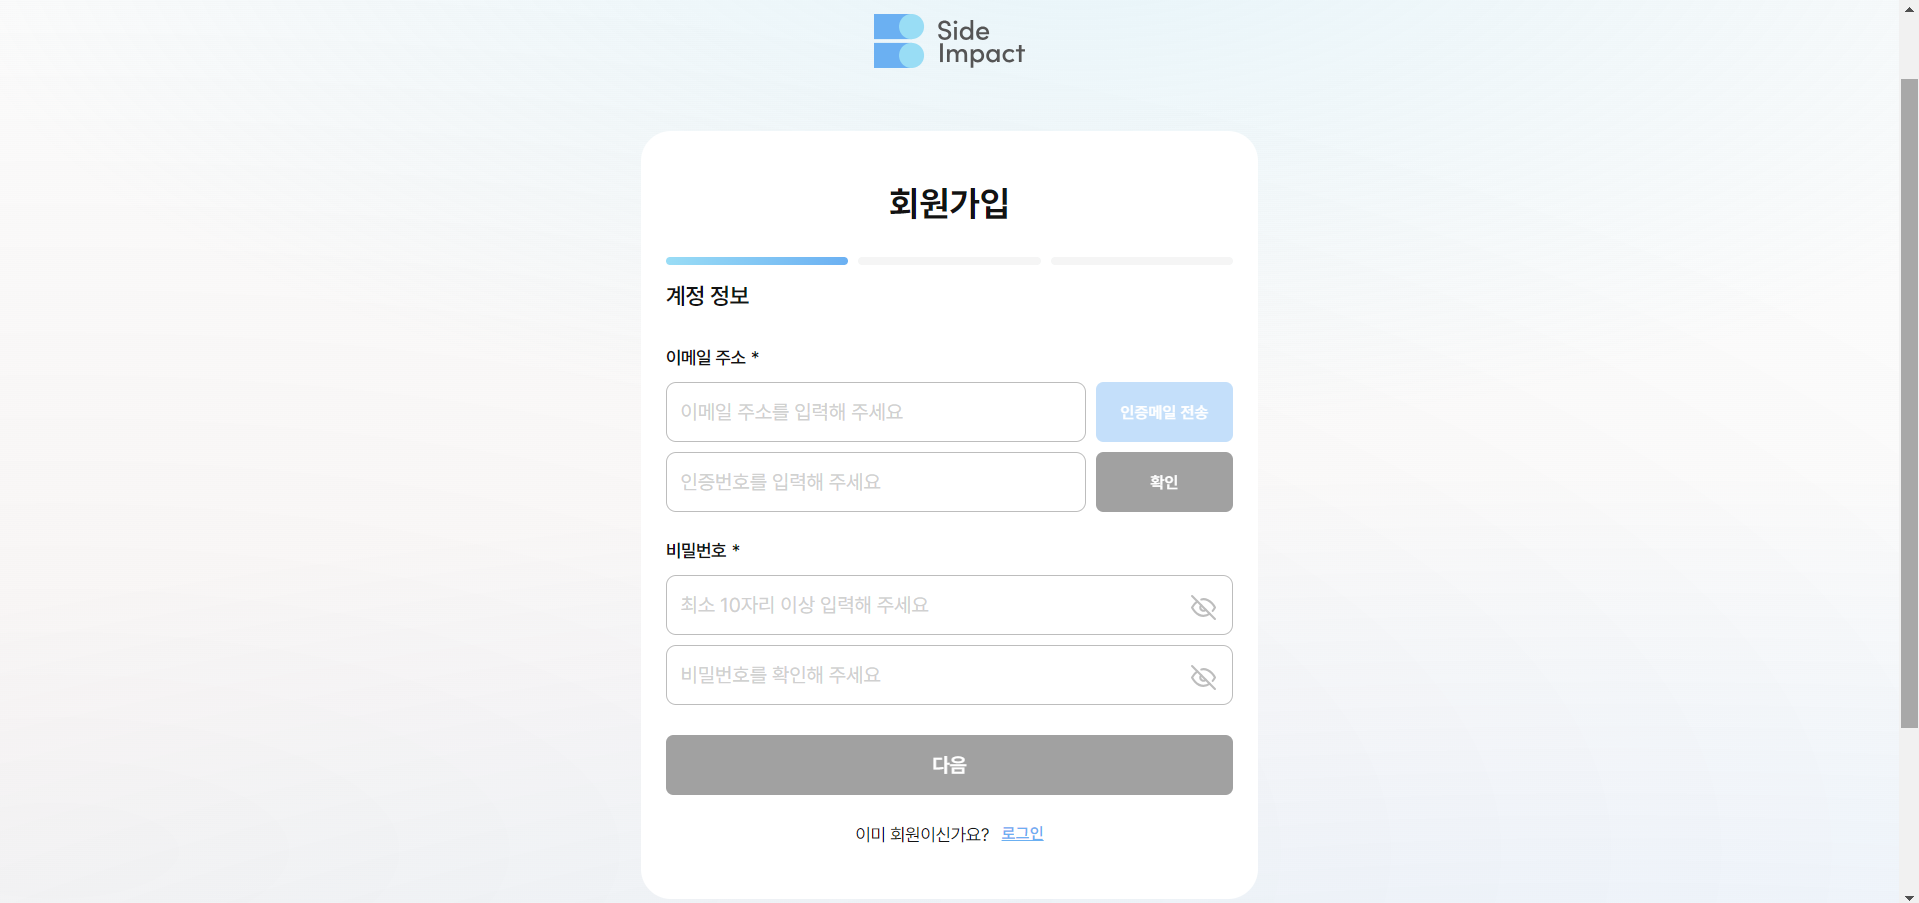 Side
Impact
회원가입
계정 정보
이메일 주소 *
이메일 주소를 입력해 주세요
인증메일 전송
인증번호를 입력해 주세요
확인
비밀번호 *
최소 10자리 이상 입력해 주세요
비밀번호를 확인해 주세요
다음
이미 회원이신가요? 로그인